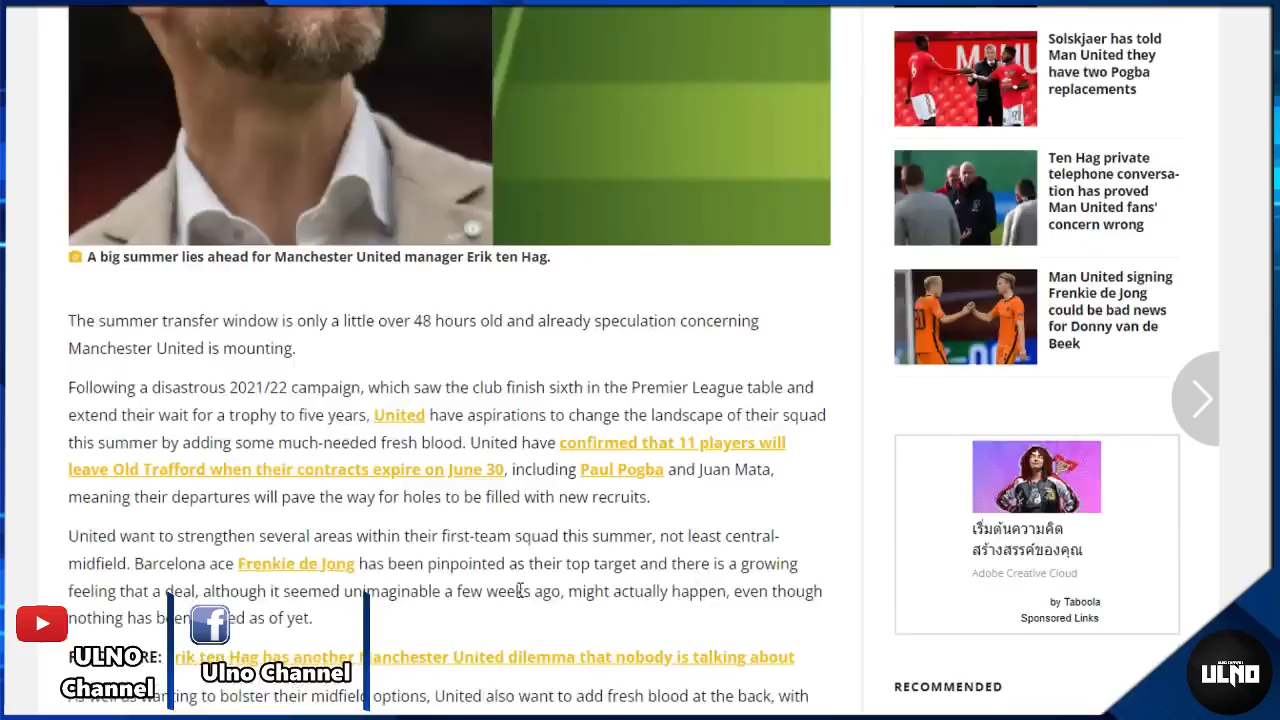 A big summer lies ahead for Manchester United manager Erik ten Hag.
The summer transfer window is only a little over 48 hours old and already speculation concerning
Manchester United is mounting.
Following a disastrous 2021/22 campaign, which saw the club finish sixth in the Premier League table and
extend their wait for a trophy to five years, United have aspirations to change the landscape of their squad
this summer by adding some much-needed fresh blood. United have confirmed that 11 players will
leave Old Trafford when their contracts expire on June 30, including Paul Pogba and Juan Mata,
meaning their departures will pave the way for holes to be filled with new recruits.
United want to strengthen several areas within their first-team squad this summer, not least central-
midfield. Barcelona ace Frenkie de Jong has been pinpointed as their top target and there is a growing
feeling that a deal, although it seemed unimaginable a few weeks ago, might actually happen, even though
nothing has been as of yet.
Erik ten Hag has another Manchester United dilemma that nobody is talking about
As well as wanting to bolster their midfield options, United also want to add fresh blood at the back, with
ULNO
Channel
Ulno Channel
Solskjaer has told
Man United they
have two Pogba
replacements
Ten Hag private
telephone conversa-
tion has proved
Man United fans'
concern wrong
Man United signing
Frenkie de Jong
could be bad news
for Donny van de
Beek
เริ่มต้นความคิด
สร้างสรรค์ของคุณ
Adobe Creative Cloud
by Taboola
Sponsored Links
RECOMMENDED
ULNO